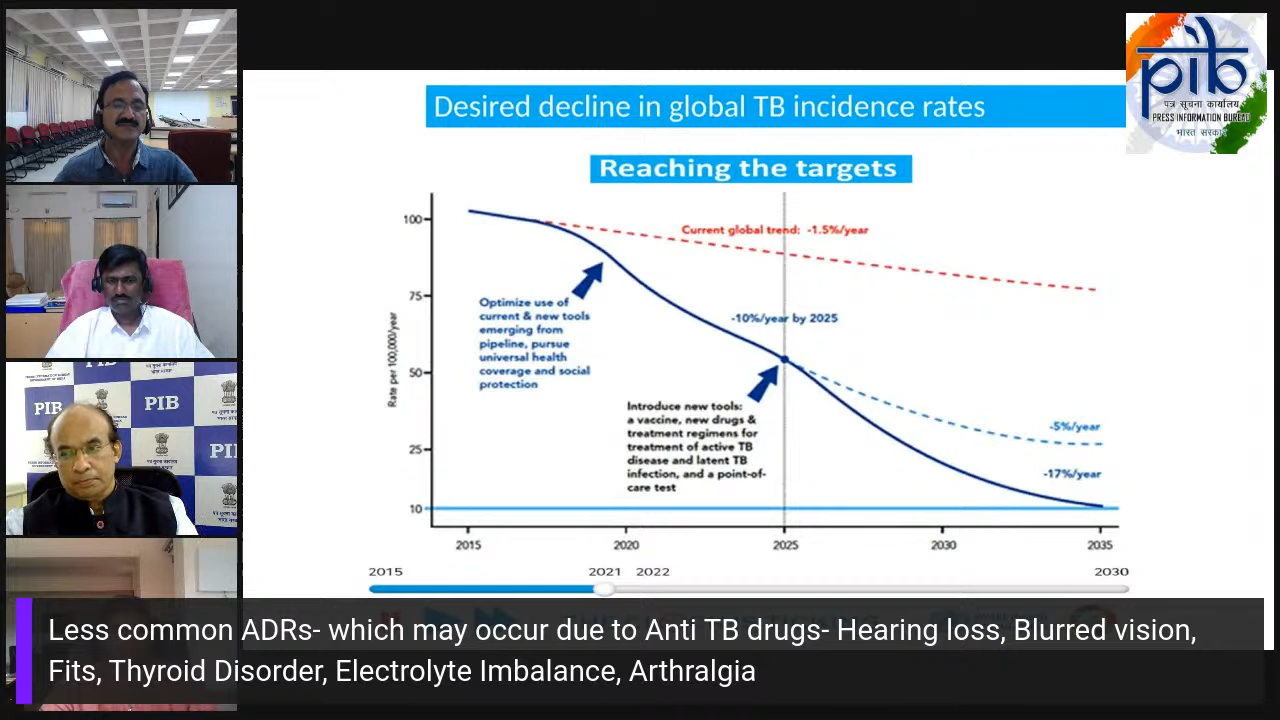 Desired decline in global TB incidence rates
पत्र सूचना कार्यालय
PRESS INFORMATION BUREAU
भारत सरकार
Reaching the targets
100
75
50
25
10
Rate per 100,000/year
Current global trend: -1.5%/year
Optimize use of
current & new tools
emerging from
pipeline, pursue
universal health
coverage and social
protection
-10%/year by 2025
Introduce new tools:
a vaccine, new drugs &
treatment regimens for
treatment of active TB
disease and latent TB
infection, and a point-of-
care test
-5%/year
-17%/year
2015 2020 2025 2030 2035
2015 2021 2022 2030
PIB PIB
PIB
PIB
Less common ADRs- which may occur due to Anti TB drugs- Hearing loss, Blurred vision,
Fits, Thyroid Disorder, Electrolyte Imbalance, Arthralgia